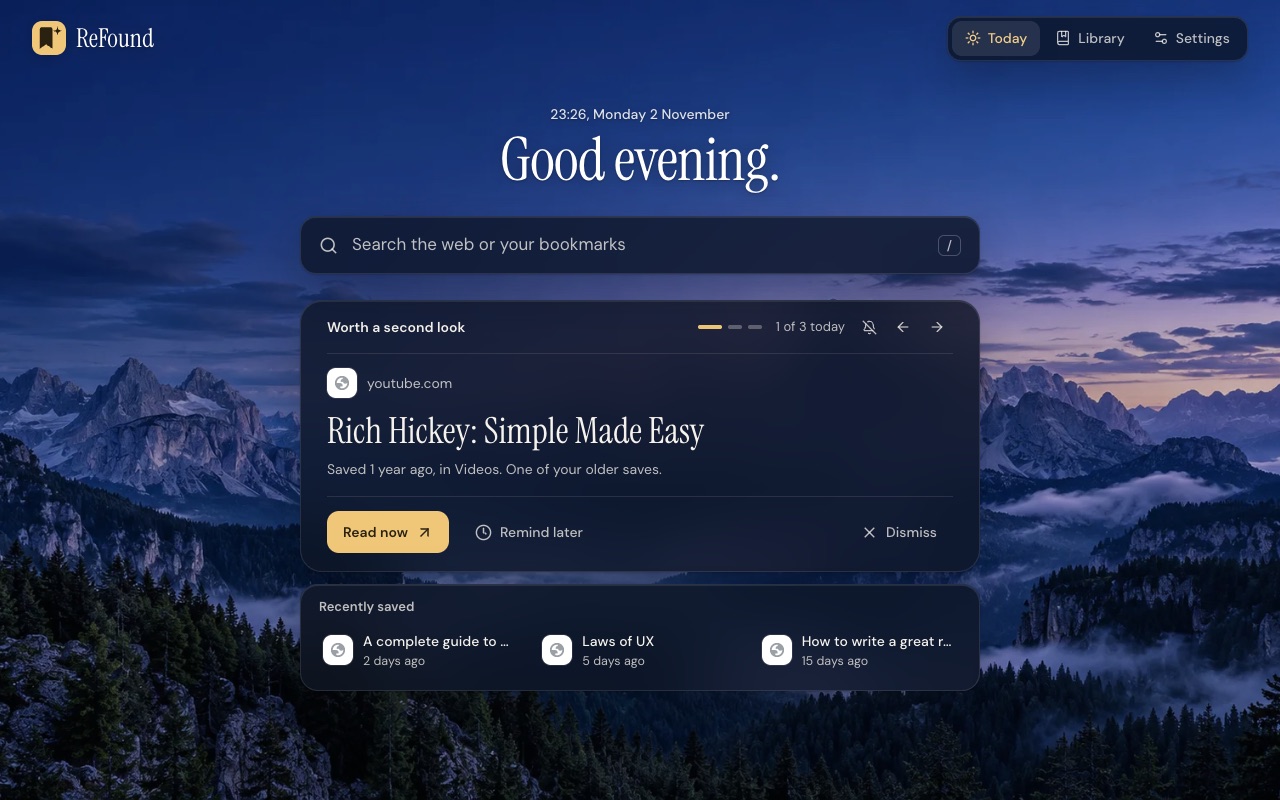 ReFound
Today
Library
Settings
23:26, Monday 2 November
Good evening.
Search the web or your bookmarks
/
Worth a second look
1 of 3 today
youtube.com
Rich Hickey: Simple Made Easy
Saved 1 year ago, in Videos. One of your older saves.
Read now
Remind later
Dismiss
Recently saved
A complete guide to ...
2 days ago
Laws of UX
5 days ago
How to write a great r...
15 days ago